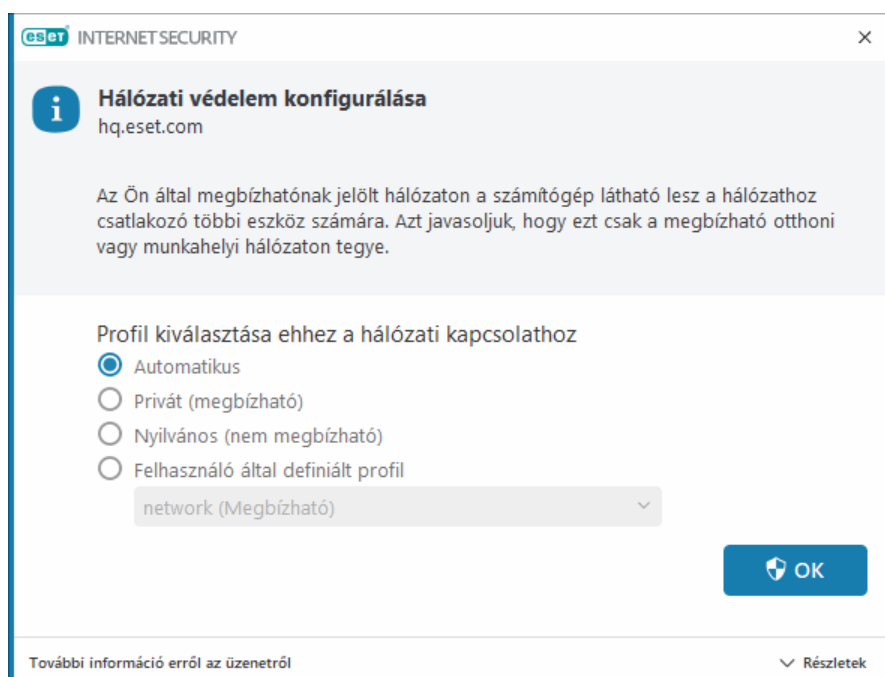 eseT INTERNET SECURITY
Hálózati védelem konfigurálása
hq.eset.com
Az Ön által megbízhatónak jelölt hálózaton a számítógép látható lesz a hálózathoz
csatlakozó többi eszköz számára. Azt javasoljuk, hogy ezt csak a megbízható otthoni
vagy munkahelyi hálózaton tegye.
Profil kiválasztása ehhez a hálózati kapcsolathoz
Automatikus
Privát (megbízható)
Nyilvános (nem megbízható)
Felhasználó által definiált profil
network (Megbízható)
OK
További információ erről az üzenetről
Részletek